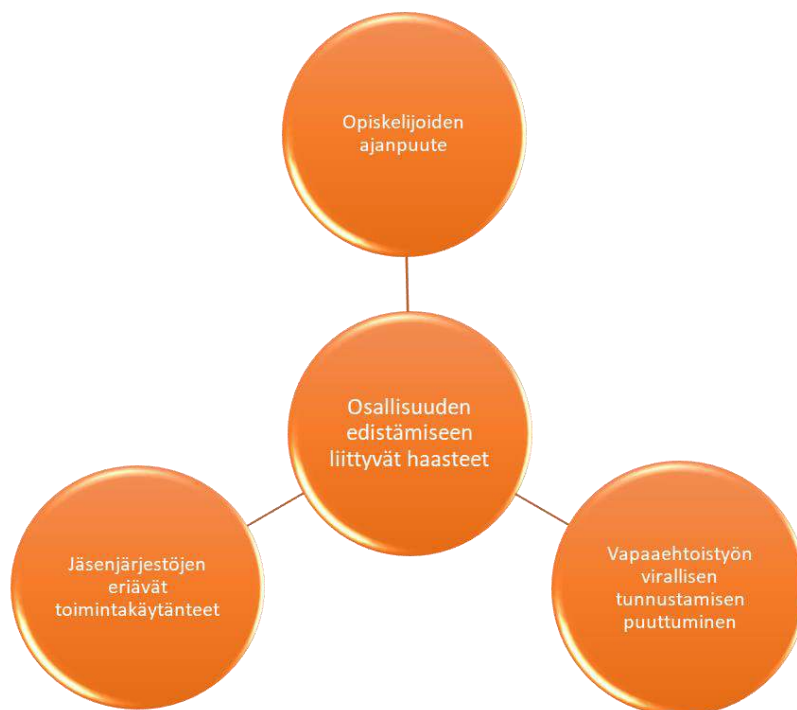 Opiskelijoiden
ajanpuute
Osallisuuden
edistämiseen
liittyvät haasteet
Jäsenjärjestöjen
eriävät
toimintakäytänteet
Vapaaehtoistyön
virallisen
tunnustamisen
puuttuminen